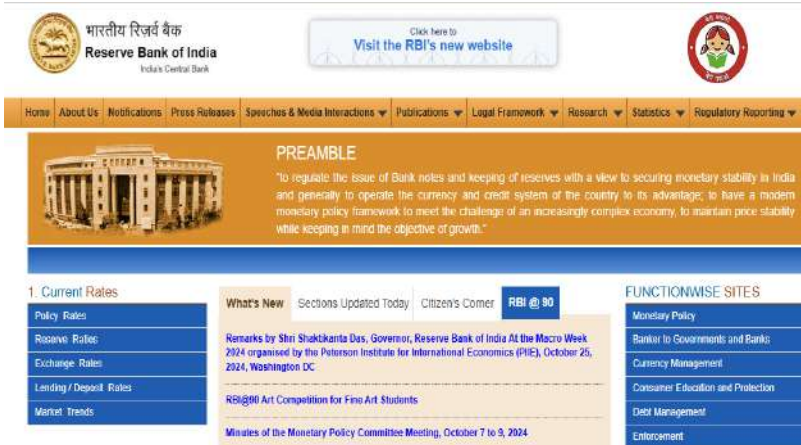 भारतीय रिज़र्व बैंक
Reserve Bank of India
India's Central Bank
Click here to
Visit the RBI's new website
Home About Us Notifications Press Releases Speeches & Media Interactions Publications Legal Framework Research Statistics Regulatory Reporting
PREAMBLE
"to regulate the issue of Bank notes and keeping of reserves with a view to securing monetary stability in India
and generally to operate the currency and credit system of the country to its advantage; to have a modern
monetary policy framework to meet the challenge of an increasingly complex economy, to maintain price stability
while keeping in mind the objective of growth."
1. Current Rates
Policy Rates
Reserve Ratios
Exchange Rates
Lending / Deposit Rates
Market Trends
What's New Sections Updated Today Citizen's Corner RBI @ 90
Remarks by Shri Shaktikanta Das, Governor, Reserve Bank of India At the Macro Week
2024 organised by the Peterson Institute for International Economics (PIIE), October 25,
2024, Washington DC
RBI@90 Art Competition for Fine Art Students
Minutes of the Monetary Policy Committee Meeting, October 7 to 9, 2024
FUNCTIONWISE SITES
Monetary Policy
Banker to Governments and Banks
Currency Management
Consumer Education and Protection
Debt Management
Enforcement